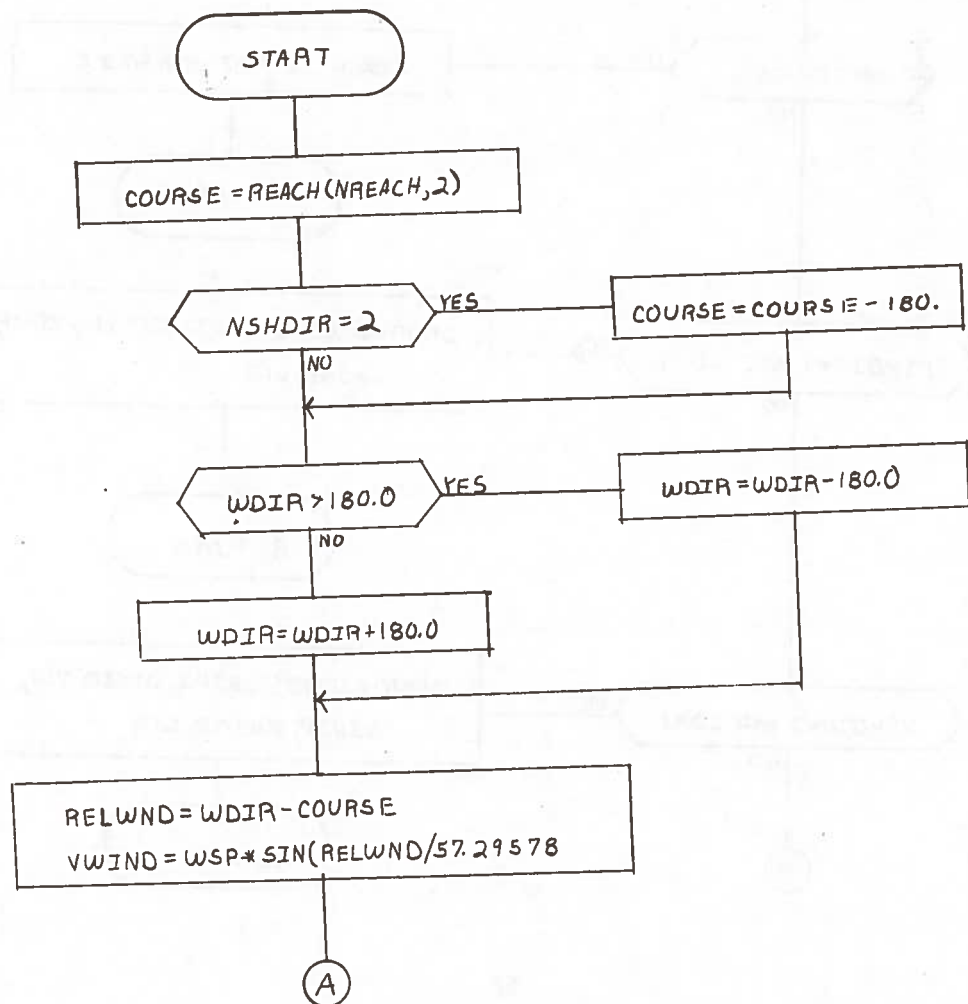 START
COURSE = REACH(NREACH,2)
NSHDIR = 2
YES
COURSE = COURSE - 180.
NO
WDIR > 180.0
YES
WDIR = WDIR - 180.0
NO
WDIR = WDIR + 180.0
RELWND = WDIR - COURSE
VWIND = WSP* SIN(RELWND/57.29578
A